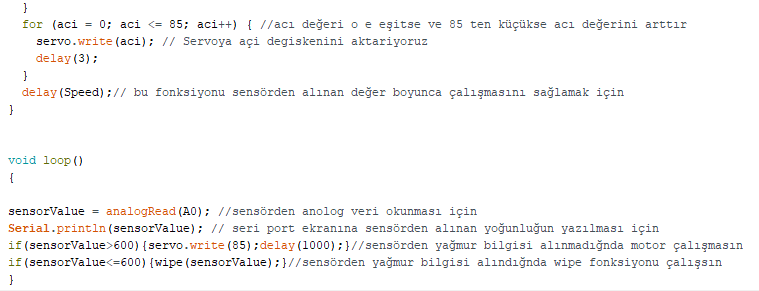 }
for (aci = 0; aci <= 85; aci++) { //acı değeri o e eşitse ve 85 ten küçükse acı değerini arttır
servo.write(aci); // Servoya açi degiskenini aktariyoruz
delay(3);
}
delay(Speed);// bu fonksiyonu sensörden alınan değer boyunca çalışmasını sağlamak için
}
void loop()
{
sensorValue = analogRead(A0); //sensörden anolog veri okunması için
Serial.println(sensorValue); // seri port ekranına sensörden alınan yoğunluğun yazılması için
if(sensorValue>600){servo.write(85);delay(1000);}//sensörden yağmur bilgisi alınmadığnda motor çalışmasın
if(sensorValue<=600){wipe(sensorValue);}//sensörden yağmur bilgisi alındığnda wipe fonksiyonu çalışsın
}